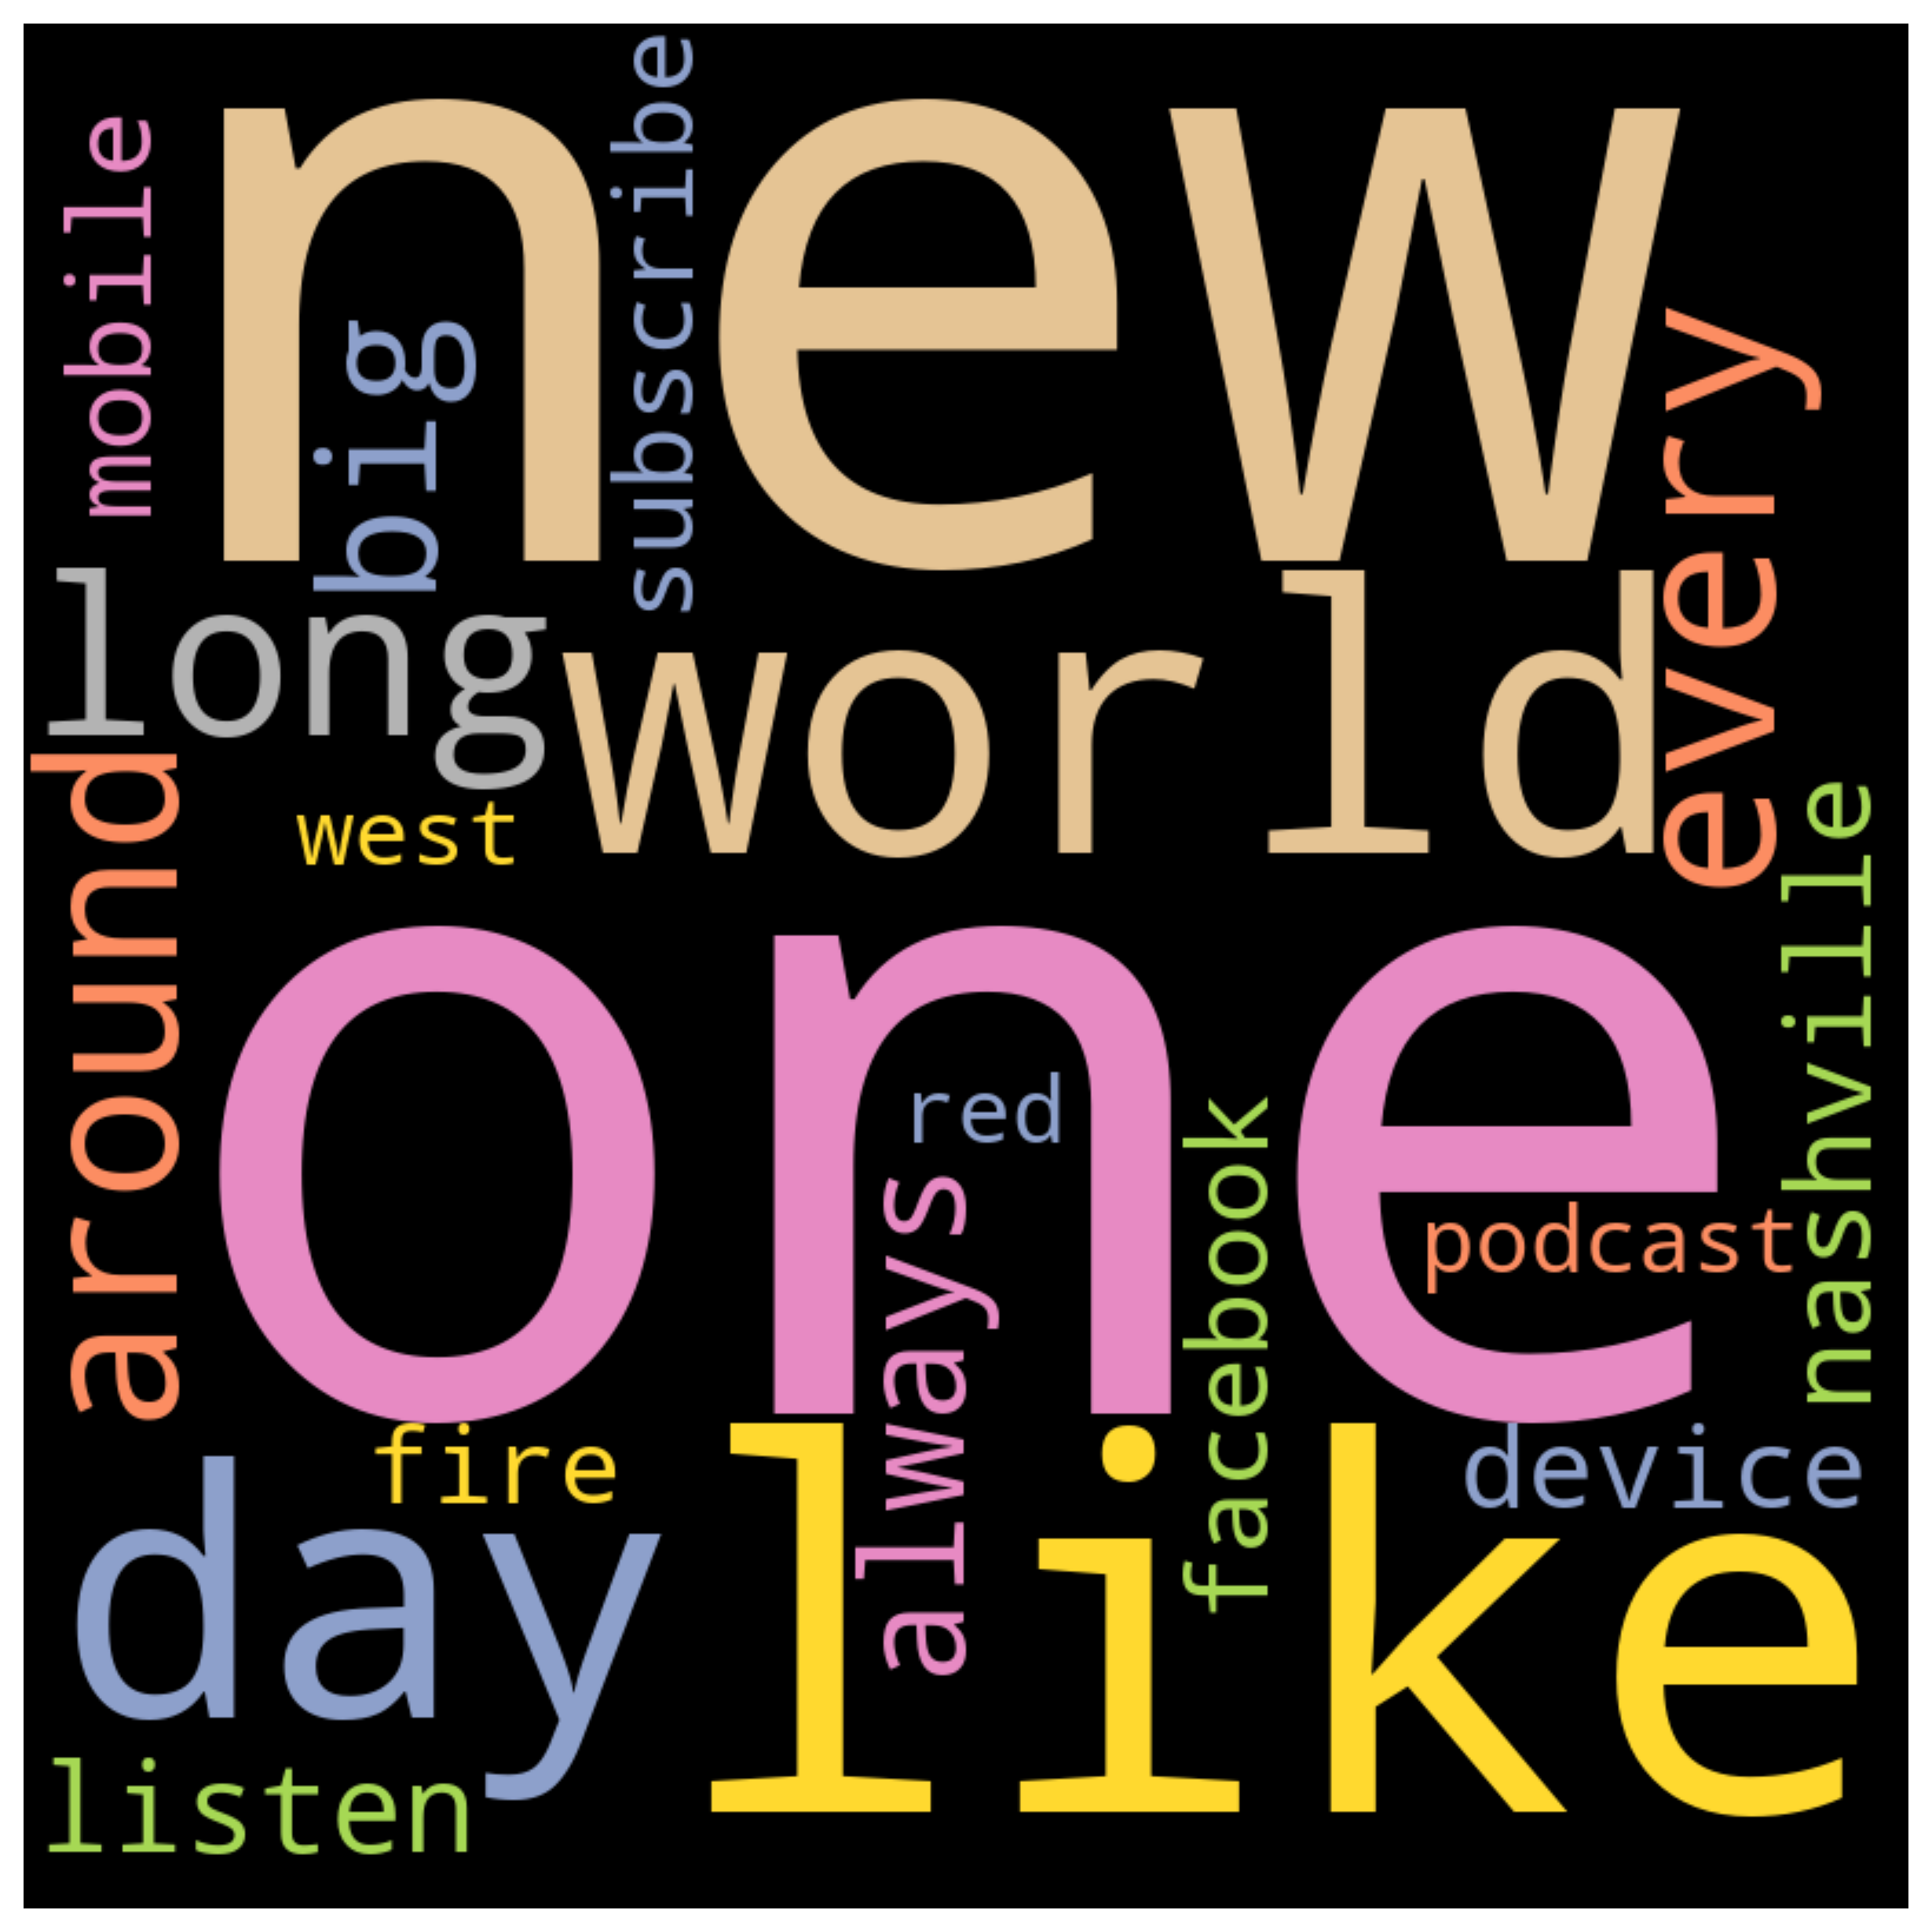 new
subscribe
mobile
big
every
long
world
around
west
nashville
one
red
facebook
always
podcast
fire
like
device
day
listen